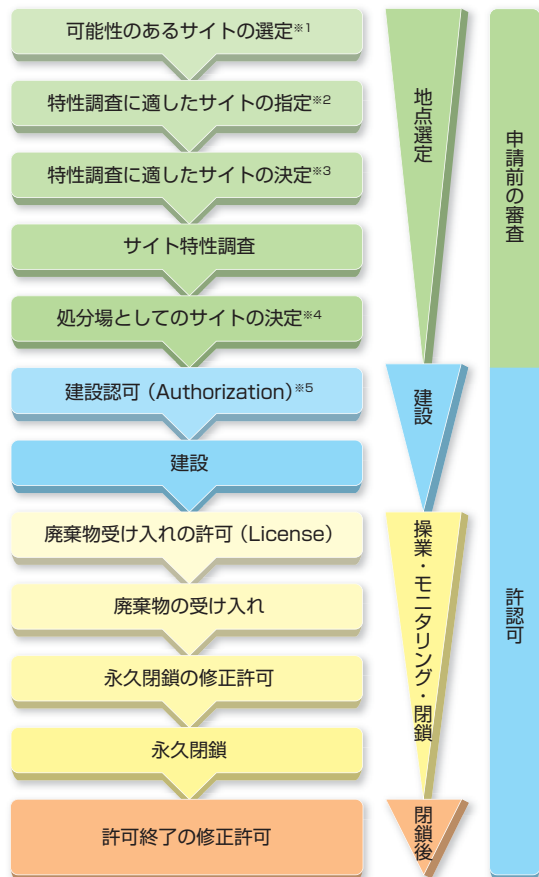 可能性のあるサイトの選定※1
特性調査に適したサイトの指定※2
特性調査に適したサイトの決定※3
サイト特性調査
処分場としてのサイトの決定※4
建設認可（Authorization）※5
建設
廃棄物受け入れの許可（License）
廃棄物の受け入れ
永久閉鎖の修正許可
永久閉鎖
許可終了の修正許可
地点選定
建設
操業・モニタリング・閉鎖
閉鎖後
申請前の審査
許認可